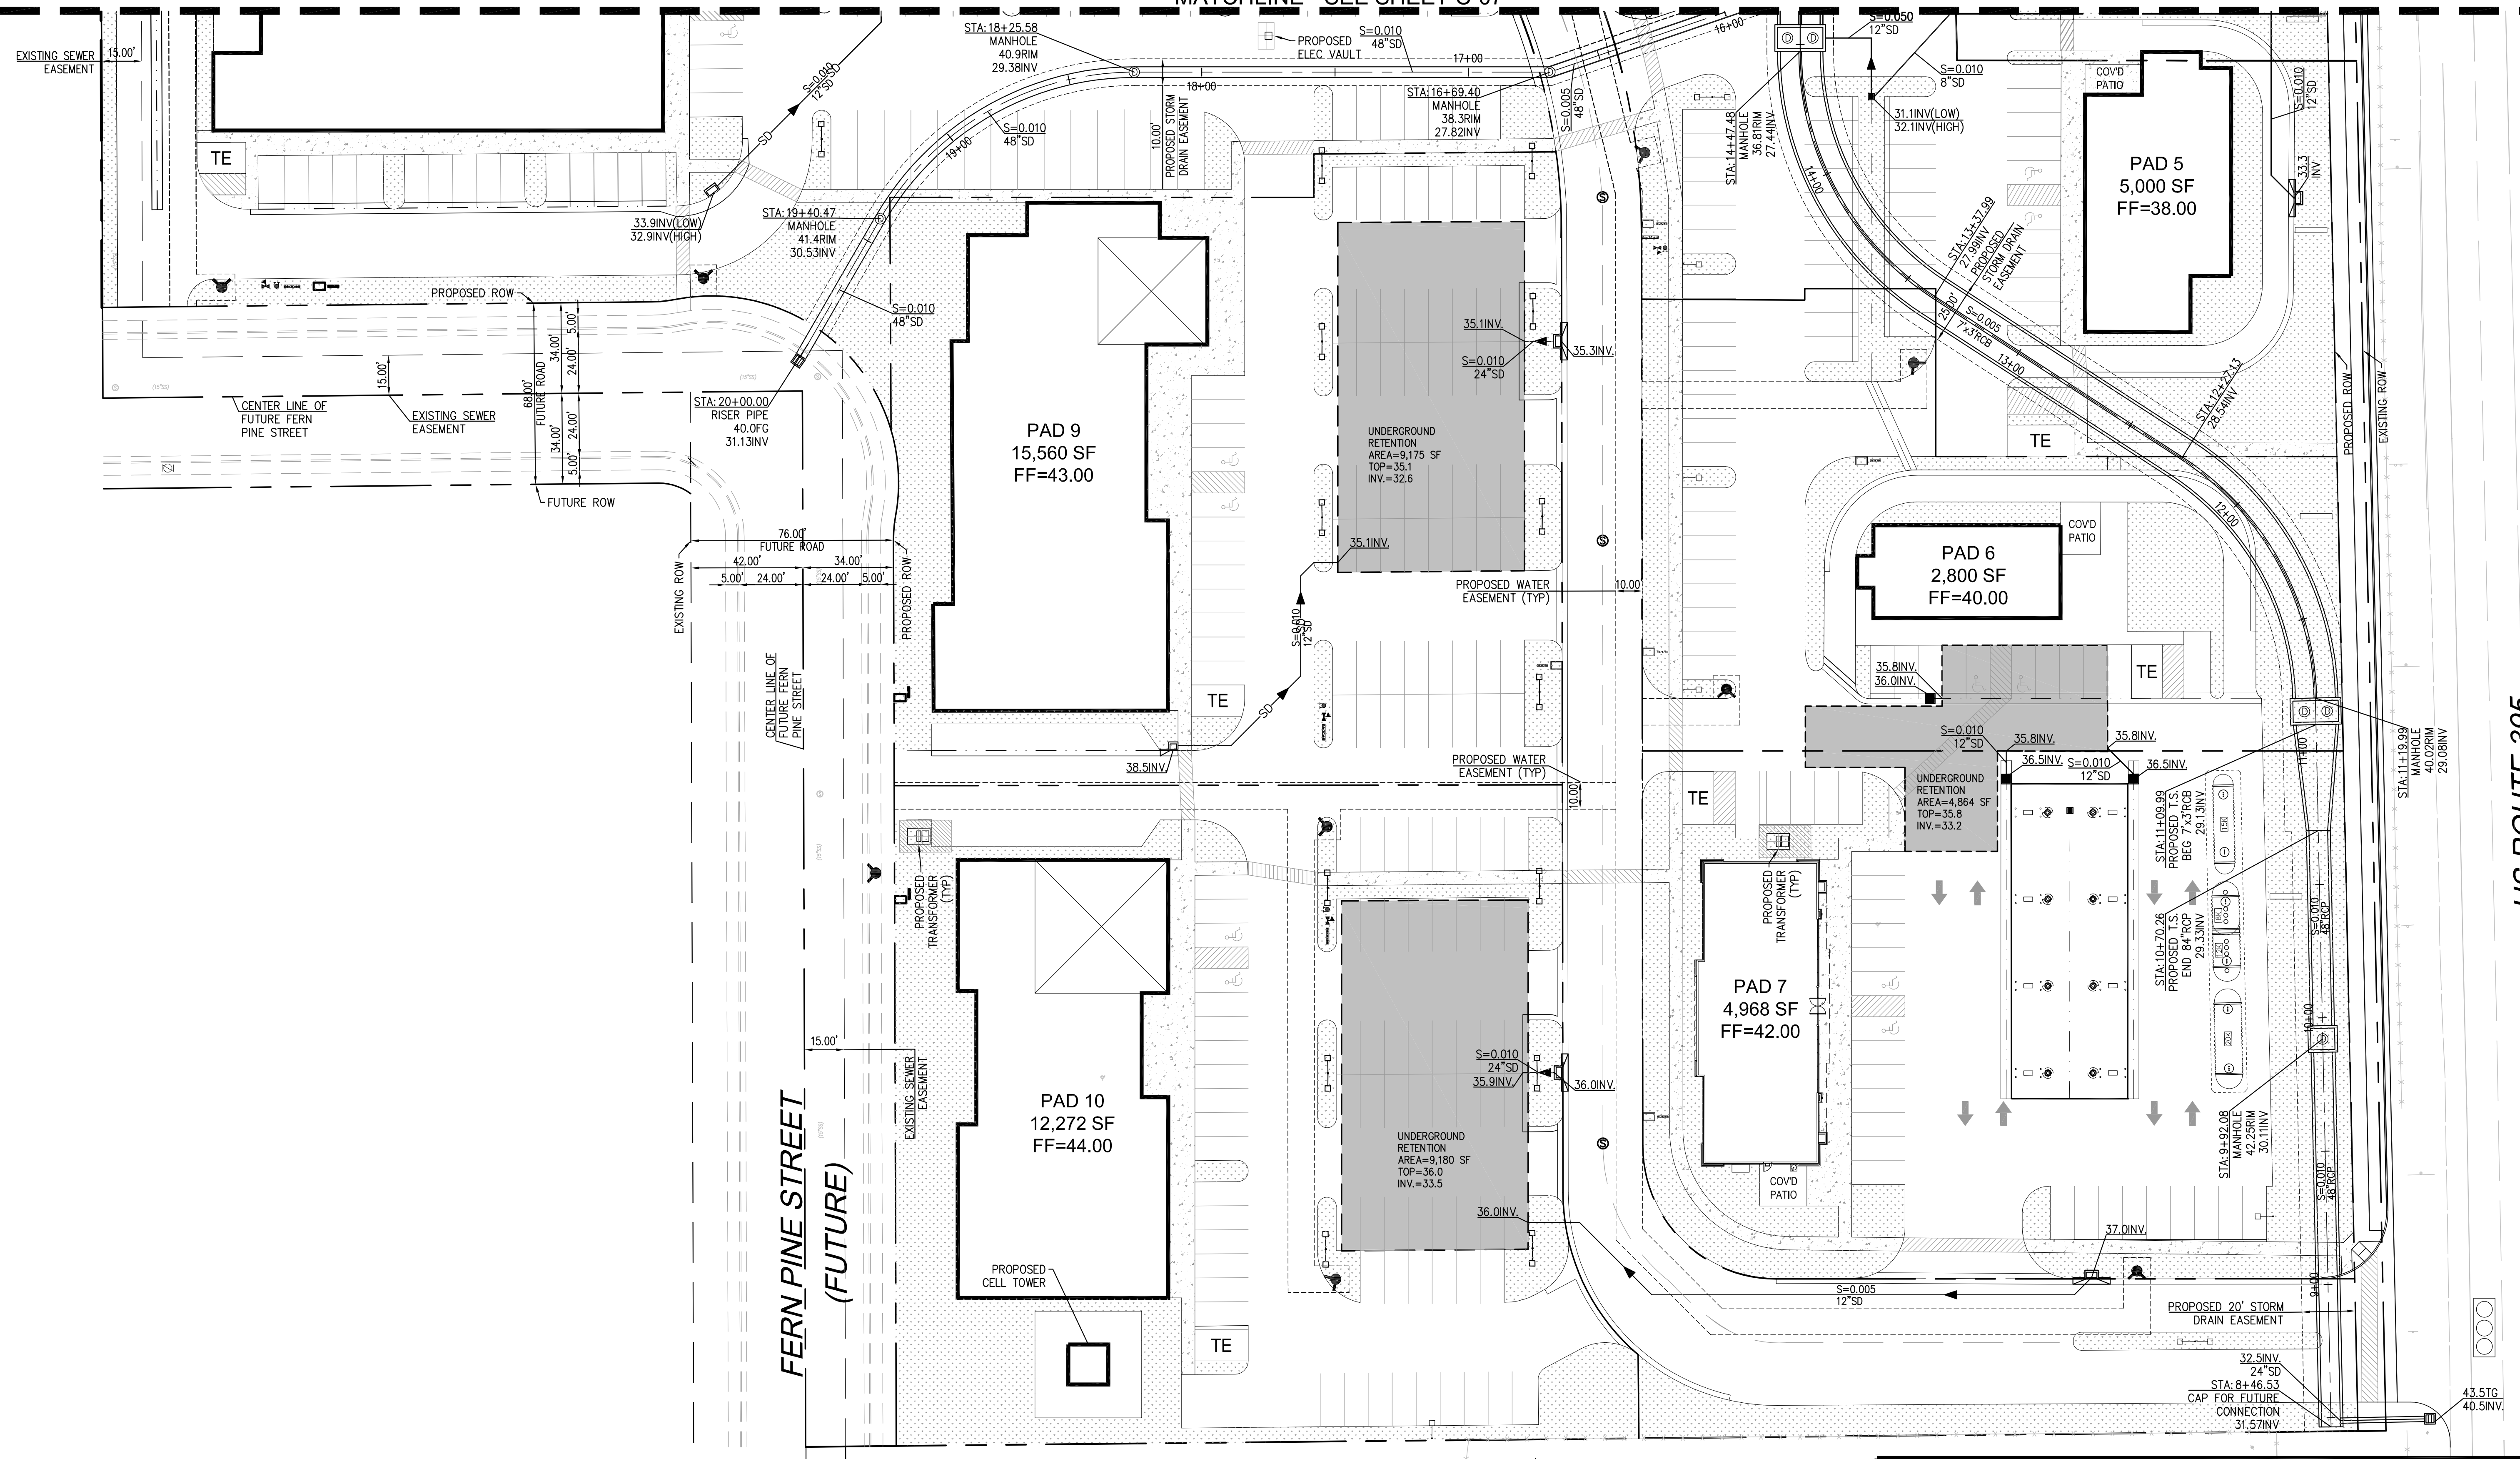 MATCHLINE - SEE SHEET C-07
EXISTING SEWER
EASEMENT
15.00'
TE
S=0.010
12"SD
SD
33.9INV(LOW)
32.9INV(HIGH)
STA:18+25.58
MANHOLE
40.9RIM
29.38INV
18+00
10.00'
PROPOSED STORM
DRAIN EASEMENT
S=0.010
48"SD
19+00
STA:19+40.47
MANHOLE
41.4RIM
30.53INV
S=0.010
48"SD
PROPOSED
ELEC VAULT
S=0.010
48"SD
17+00
STA:16+69.40
MANHOLE
38.3RIM
27.82INV
S=0.005
48"SD
16+00
S=0.050
12"SD
S=0.010
8"SD
31.1INV(LOW)
32.1INV(HIGH)
STA:14+47.48
MANHOLE
36.81RIM
27.44INV
14+00
STA:13+37.99
27.99INV
PROPOSED
STORM DRAIN
EASEMENT
25.00'
S=0.005
7'x3'RCB
13+00
COV'D
PATIO
PAD 5
5,000 SF
FF=38.00
S=0.010
12"SD
33.3
INV
STA:12+27.13
28.54INV
TE
PROPOSED ROW
EXISTING ROW
12+00
PROPOSED ROW
5.00'
34.00'
24.00'
68.00'
FUTURE ROAD
24.00'
34.00'
5.00'
15.00'
CENTER LINE OF
FUTURE FERN
PINE STREET
EXISTING SEWER
EASEMENT
FUTURE ROW
STA:20+00.00
RISER PIPE
40.0FG
31.13INV
76.00'
FUTURE ROAD
42.00'
34.00'
5.00'
24.00'
24.00'
5.00'
EXISTING ROW
PROPOSED ROW
CENTER LINE OF
FUTURE FERN
PINE STREET
PAD 9
15,560 SF
FF=43.00
TE
35.1INV.
S=0.010
24"SD
35.3INV.
UNDERGROUND
RETENTION
AREA=9,175 SF
TOP=35.1
INV.=32.6
35.1INV.
S=0.010
12"SD
SD
38.5INV.
PROPOSED WATER
EASEMENT (TYP)
10.00'
PROPOSED WATER
EASEMENT (TYP)
10.00'
COV'D
PATIO
PAD 6
2,800 SF
FF=40.00
TE
35.8INV.
36.0INV.
S=0.010
12"SD
35.8INV.
36.5INV.
35.8INV.
S=0.010
12"SD
36.5INV.
UNDERGROUND
RETENTION
AREA=4,864 SF
TOP=35.8
INV.=33.2
STA:11+19.99
MANHOLE
40.02RIM
29.08INV
11+00
STA:11+09.99
PROPOSED T.S.
BEG 7'x3'RCB
29.13INV
STA:10+70.26
PROPOSED T.S.
END 84"RCP
29.33INV
S=0.010
48"RCP
15K
8K
12K
20K
10+00
STA:9+92.08
MANHOLE
42.25RIM
30.11INV
S=0.010
48"RCP
TE
PROPOSED
TRANSFORMER
(TYP)
PAD 7
4,968 SF
FF=42.00
COV'D
PATIO
PROPOSED
TRANSFORMER
(TYP)
15.00'
EXISTING SEWER
EASEMENT
PAD 10
12,272 SF
FF=44.00
S=0.010
24"SD
35.9INV.
36.0INV.
UNDERGROUND
RETENTION
AREA=9,180 SF
TOP=36.0
INV.=33.5
36.0INV.
37.0INV.
S=0.005
12"SD
9+00
PROPOSED
CELL TOWER
TE
FERN PINE STREET
(FUTURE)
PROPOSED 20' STORM
DRAIN EASEMENT
32.5INV.
24"SD
STA:8+46.53
CAP FOR FUTURE
CONNECTION
31.57INV
43.5TG
40.5INV.